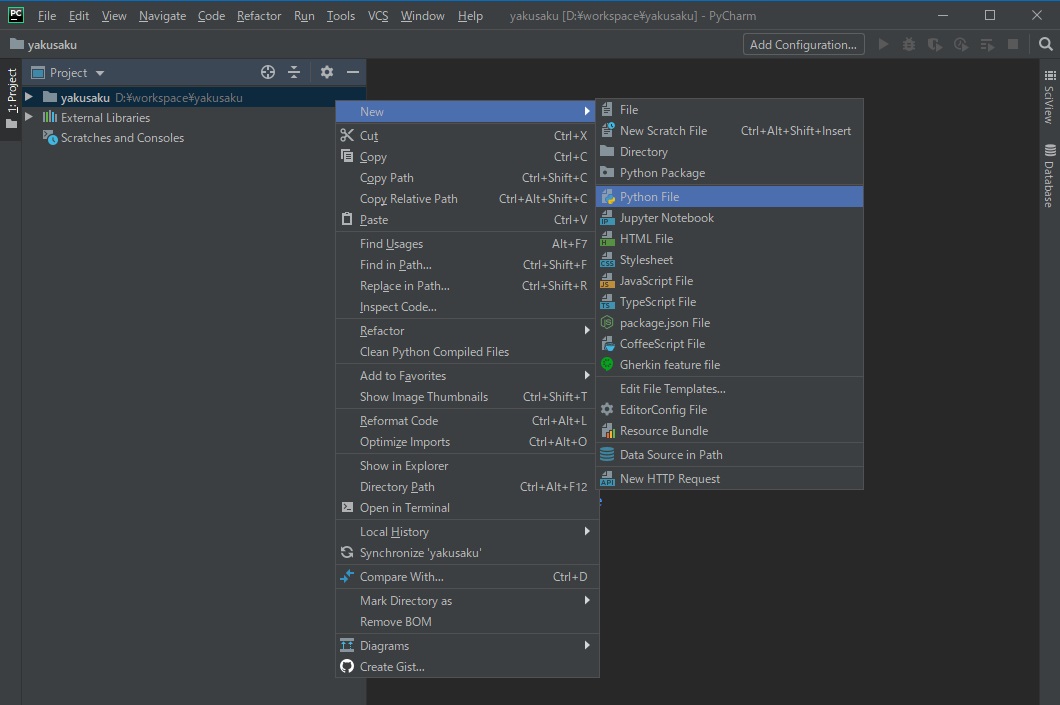 PC File Edit View Navigate Code Refactor Run Tools VCS Window Help yakusaku [D:¥workspace¥yakusaku] - PyCharm
yakusaku Add Configuration...
1: Project
Project
yakusaku D:¥workspace¥yakusaku
External Libraries
Scratches and Consoles
New
Cut Ctrl+X
Copy Ctrl+C
Copy Path Ctrl+Shift+C
Copy Relative Path Ctrl+Alt+Shift+C
Paste Ctrl+V
Find Usages Alt+F7
Find in Path... Ctrl+Shift+F
Replace in Path... Ctrl+Shift+R
Inspect Code...
Refactor
Clean Python Compiled Files
Add to Favorites
Show Image Thumbnails Ctrl+Shift+T
Reformat Code Ctrl+Alt+L
Optimize Imports Ctrl+Alt+O
Show in Explorer
Directory Path Ctrl+Alt+F12
Open in Terminal
Local History
Synchronize 'yakusaku'
Compare With... Ctrl+D
Mark Directory as
Remove BOM
Diagrams
Create Gist...
File
New Scratch File Ctrl+Alt+Shift+Insert
Directory
Python Package
Python File
IP Jupyter Notebook
H HTML File
CSS Stylesheet
JS JavaScript File
TS TypeScript File
package.json File
CoffeeScript File
Gherkin feature file
Edit File Templates...
EditorConfig File
Resource Bundle
Data Source in Path
API New HTTP Request
SciView
Database